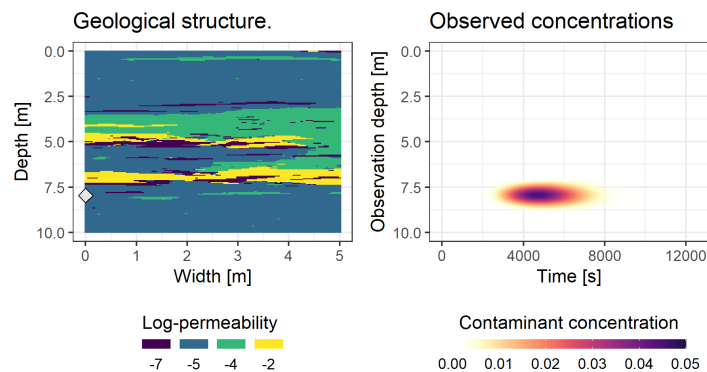 Geological structure.
Observed concentrations
Depth [m]
0.0
2.5
5.0
7.5
10.0
0 1 2 3 4 5
Width [m]
Observation depth [m]
0.0
2.5
5.0
7.5
10.0
0 4000 8000 12000
Time [s]
Log-permeability
-7 -5 -4 -2
Contaminant concentration
0.00 0.01 0.02 0.03 0.04 0.05